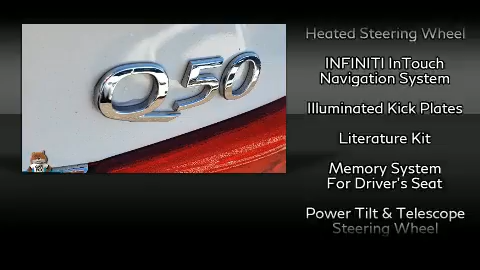 Q50
Heated Steering Wheel
INFINITI InTouch
Navigation System
Illuminated Kick Plates
Literature Kit
Memory System
For Driver's Seat
Power Tilt & Telescope
Steering Wheel